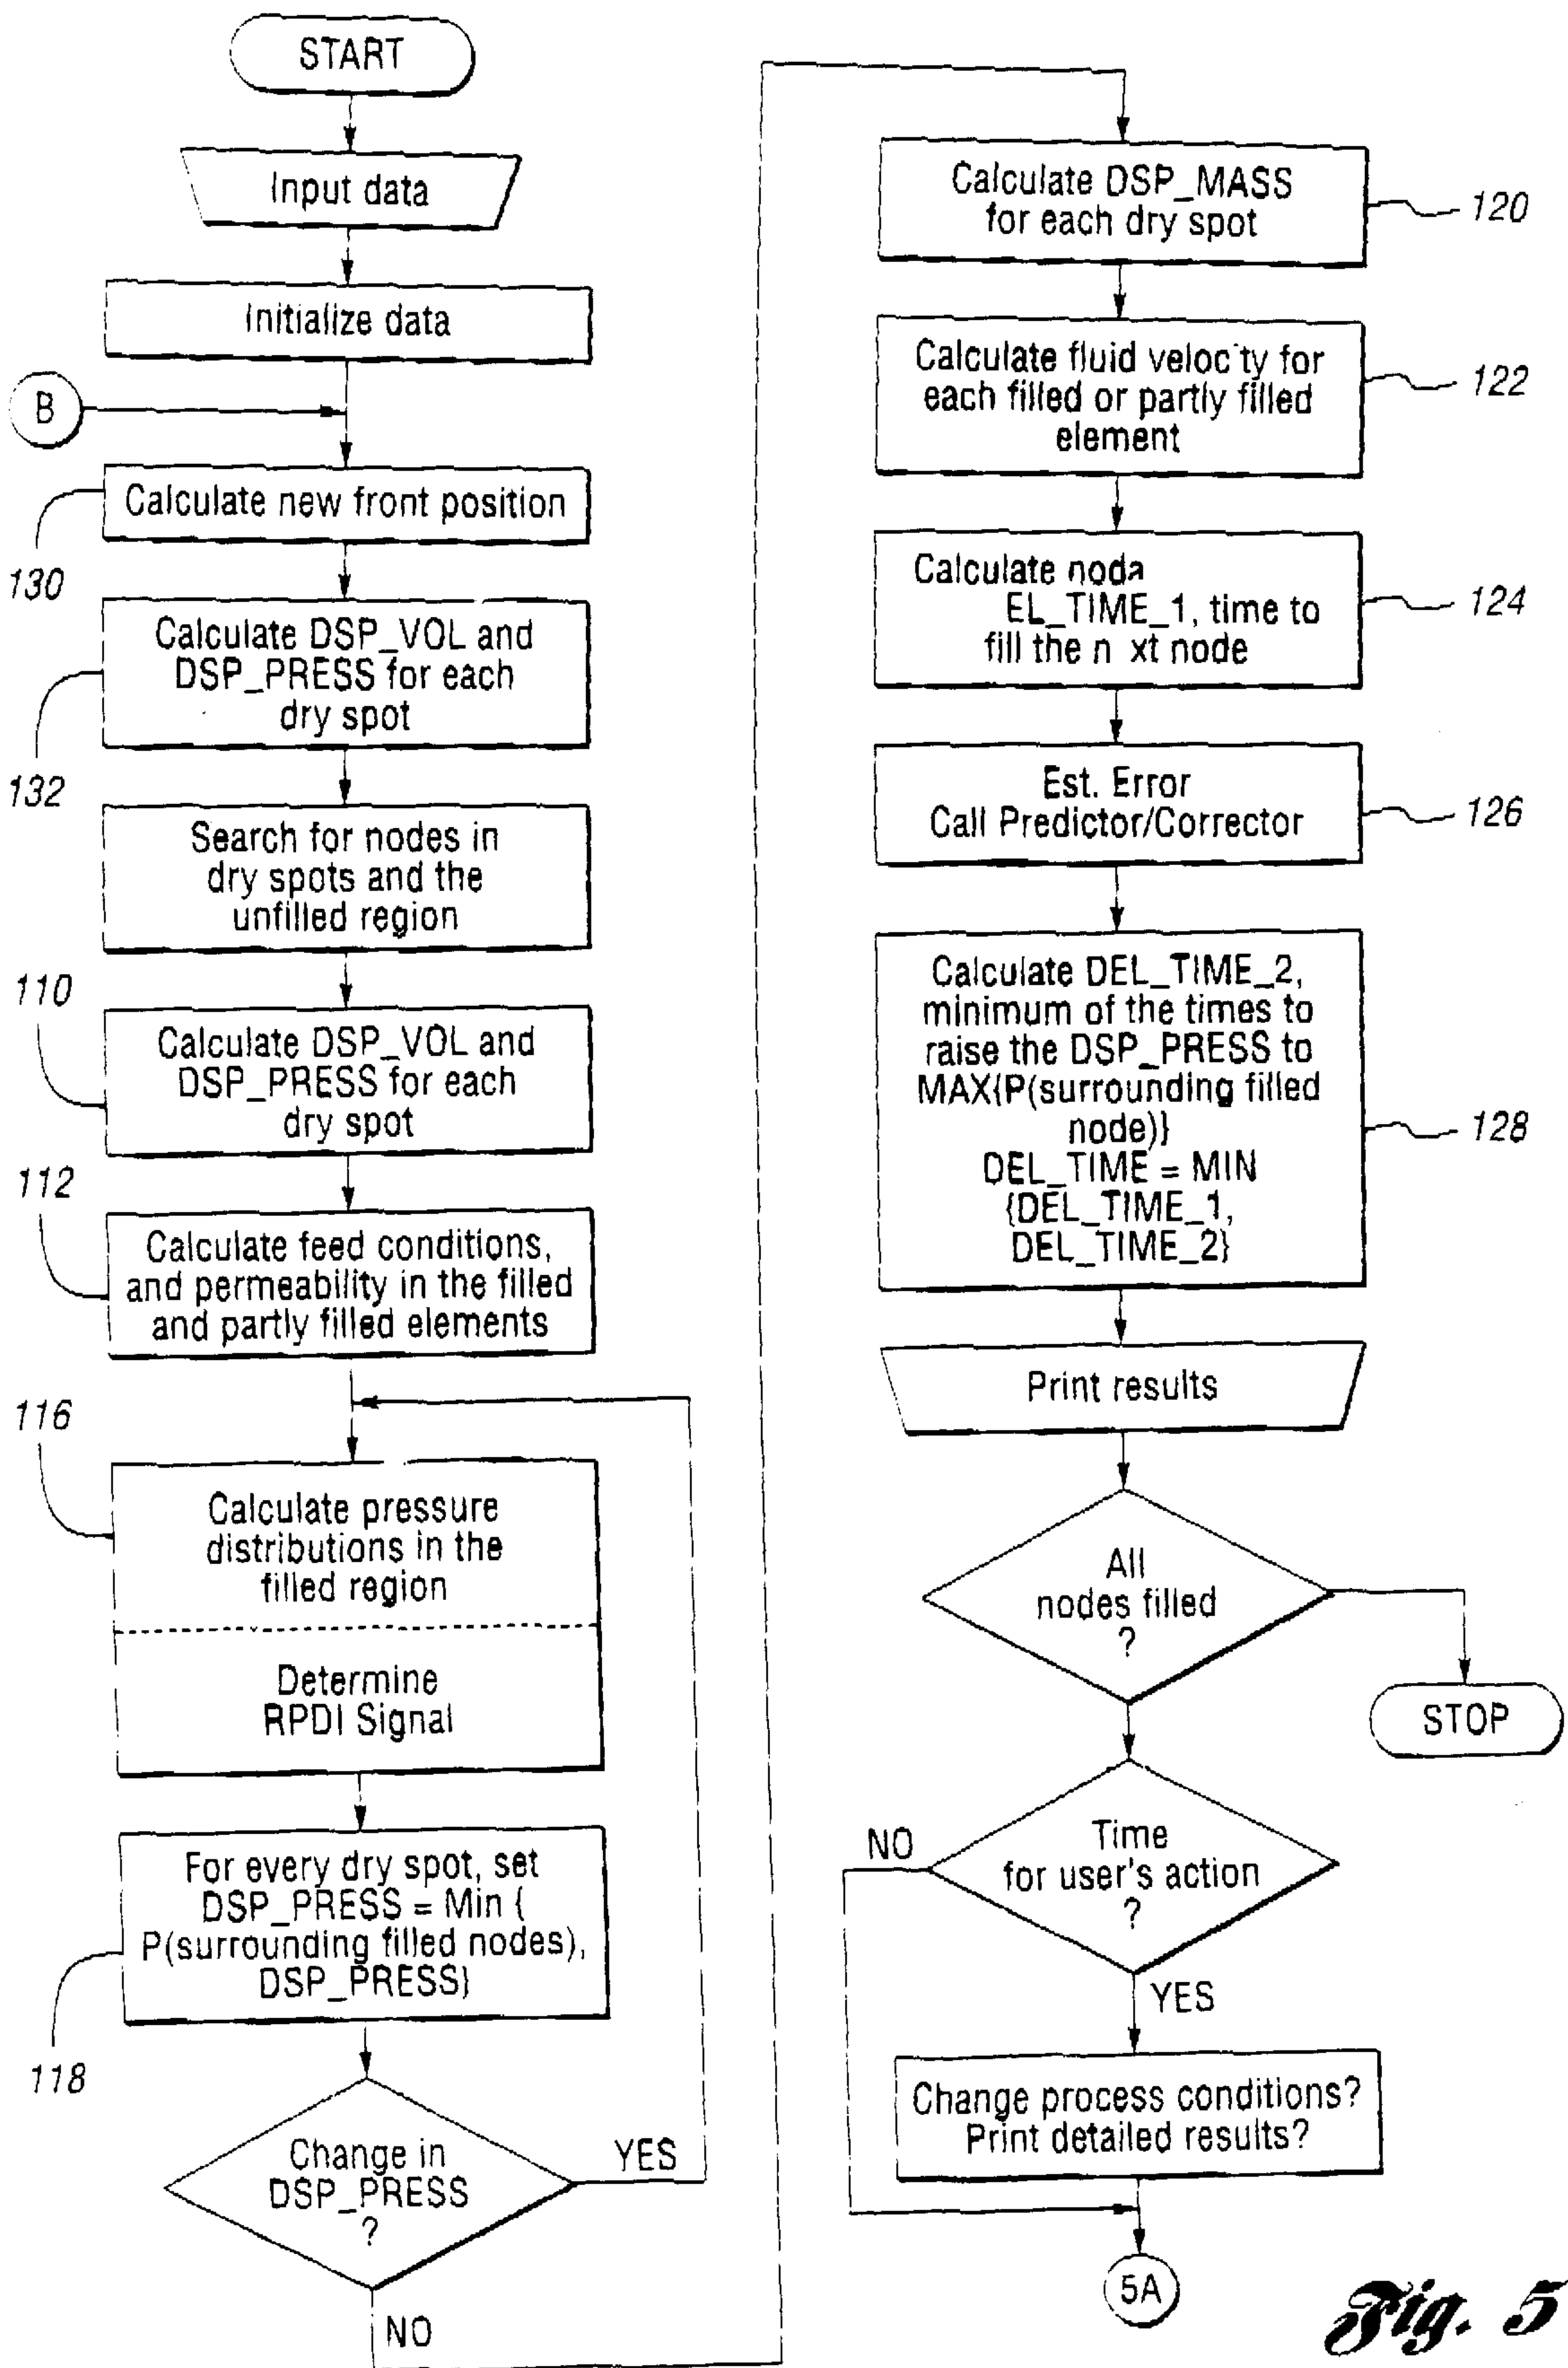 START
Input data
Initialize data
B
Calculate new front position
130
Calculate DSP_VOL and
DSP_PRESS for each
dry spot
132
Search for nodes in
dry spots and the
unfilled region
110
Calculate DSP_VOL and
DSP_PRESS for each
dry spot
112
Calculate feed conditions,
and permeability in the filled
and partly filled elements
116
Calculate pressure
distributions in the
filled region
Determine
RPDI Signal
For every dry spot, set
DSP_PRESS = Min {
P(surrounding filled nodes),
DSP_PRESS}
118
Change in
DSP_PRESS
?
YES
NO
Calculate DSP_MASS
for each dry spot
120
Calculate fluid veloc ty for
each filled or partly filled
element
122
Calculate noda
EL_TIME_1, time to
fill the n xt node
124
Est. Error
Call Predictor/Corrector
126
Calculate DEL_TIME_2,
minimum of the times to
raise the DSP_PRESS to
MAX{P(surrounding filled
node)}
DEL_TIME = MIN
{DEL_TIME_1,
DEL_TIME_2}
128
Print results
All
nodes filled
?
STOP
Time
for user's action
?
NO
YES
Change process conditions?
Print detailed results?
5A
Fig. 5